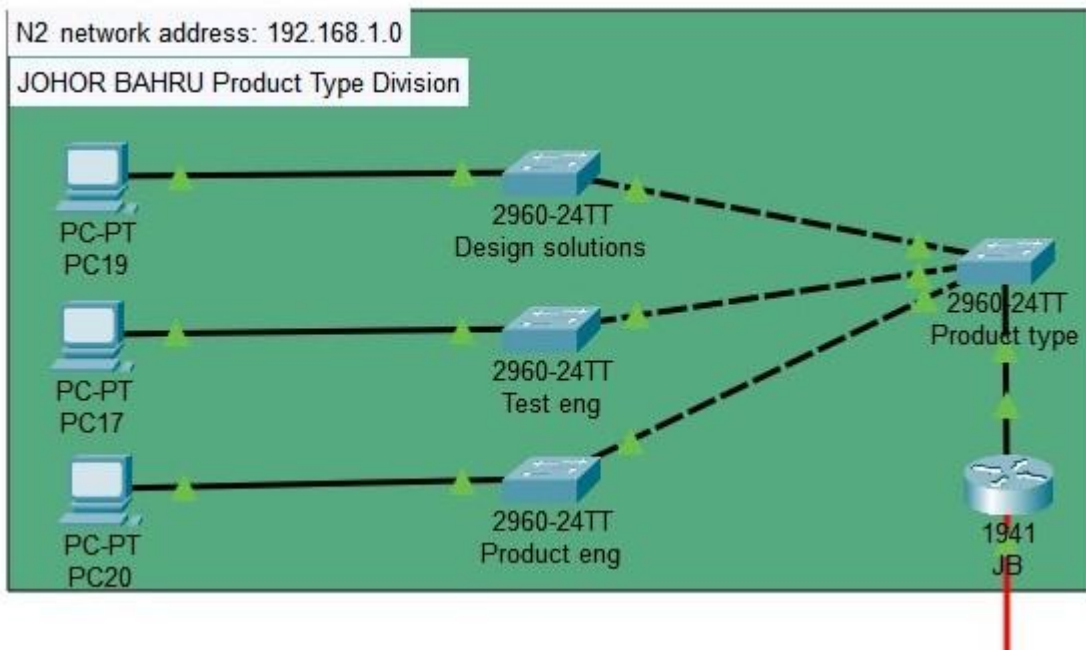 N2 network address: 192.168.1.0
JOHOR BAHRU Product Type Division
PC-PT
PC19
2960-24TT
Design solutions
2960-24TT
Product type
PC-PT
PC17
2960-24TT
Test eng
PC-PT
PC20
2960-24TT
Product eng
1941
JB